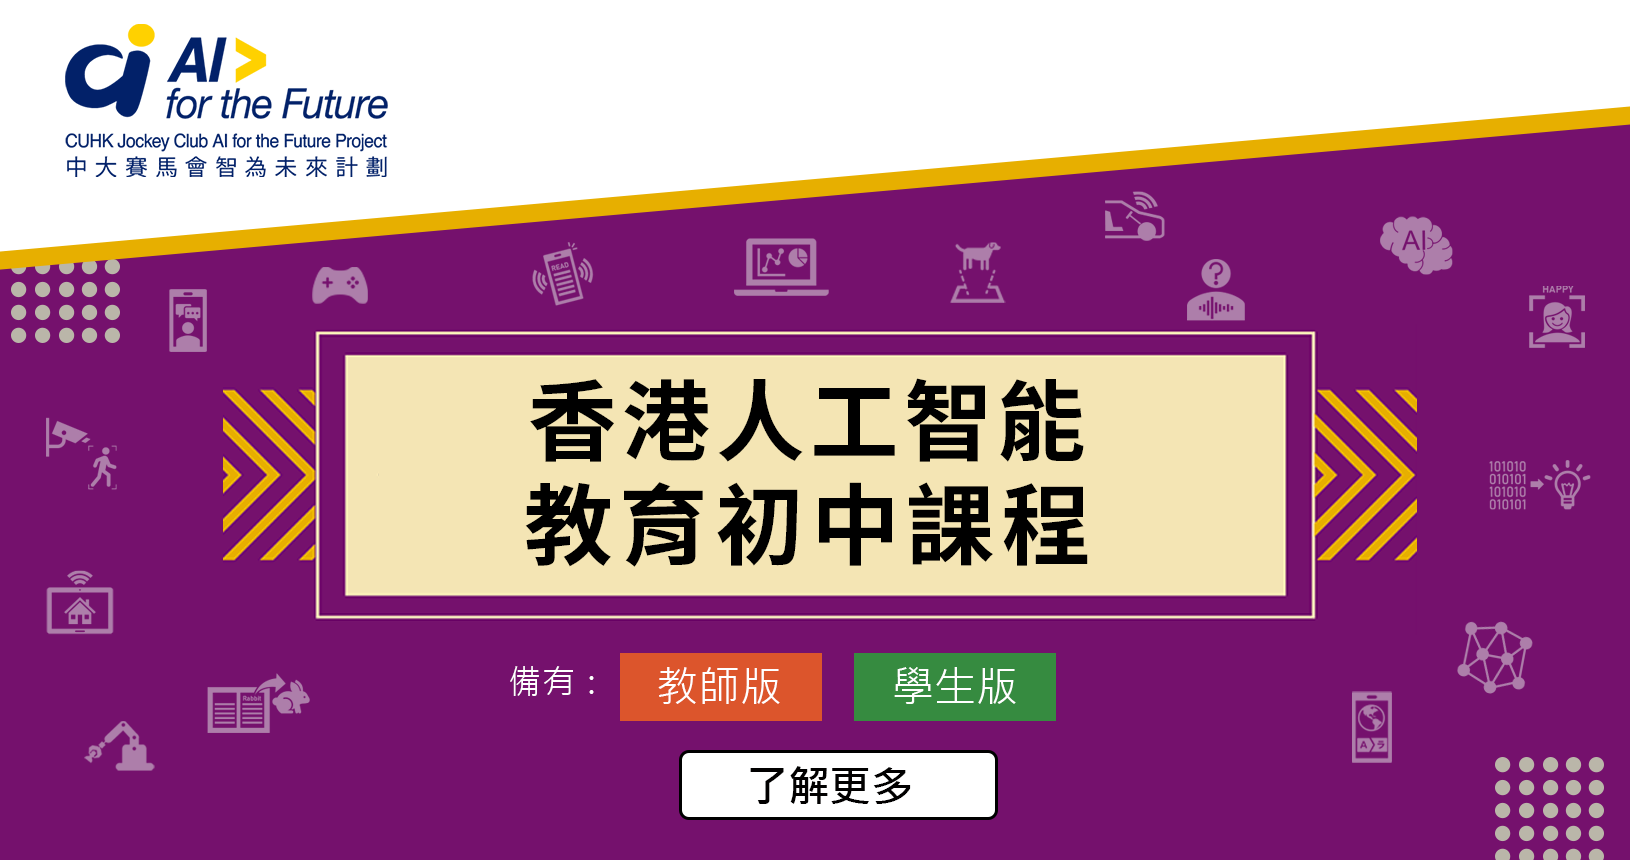 AI>
for the Future
CUHK Jockey Club AI for the Future Project
中大賽馬會智為未來計劃
READ
AI
HAPPY
香港人工智能
教育初中課程
101010
010101
101010
010101
Rabbit
備有：
教師版
學生版
A
ラ
了解更多